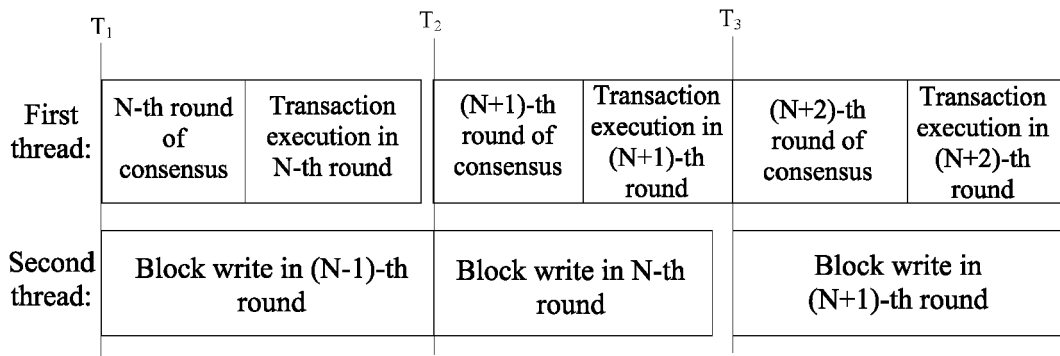 T1
T2
T3
First
thread:
N-th round
of
consensus
Transaction
execution in
N-th round
(N+1)-th
round of
consensus
Transaction
execution in
(N+1)-th
round
(N+2)-th
round of
consensus
Transaction
execution in
(N+2)-th
round
Second
thread:
Block write in (N-1)-th
round
Block write in N-th
round
Block write in
(N+1)-th round